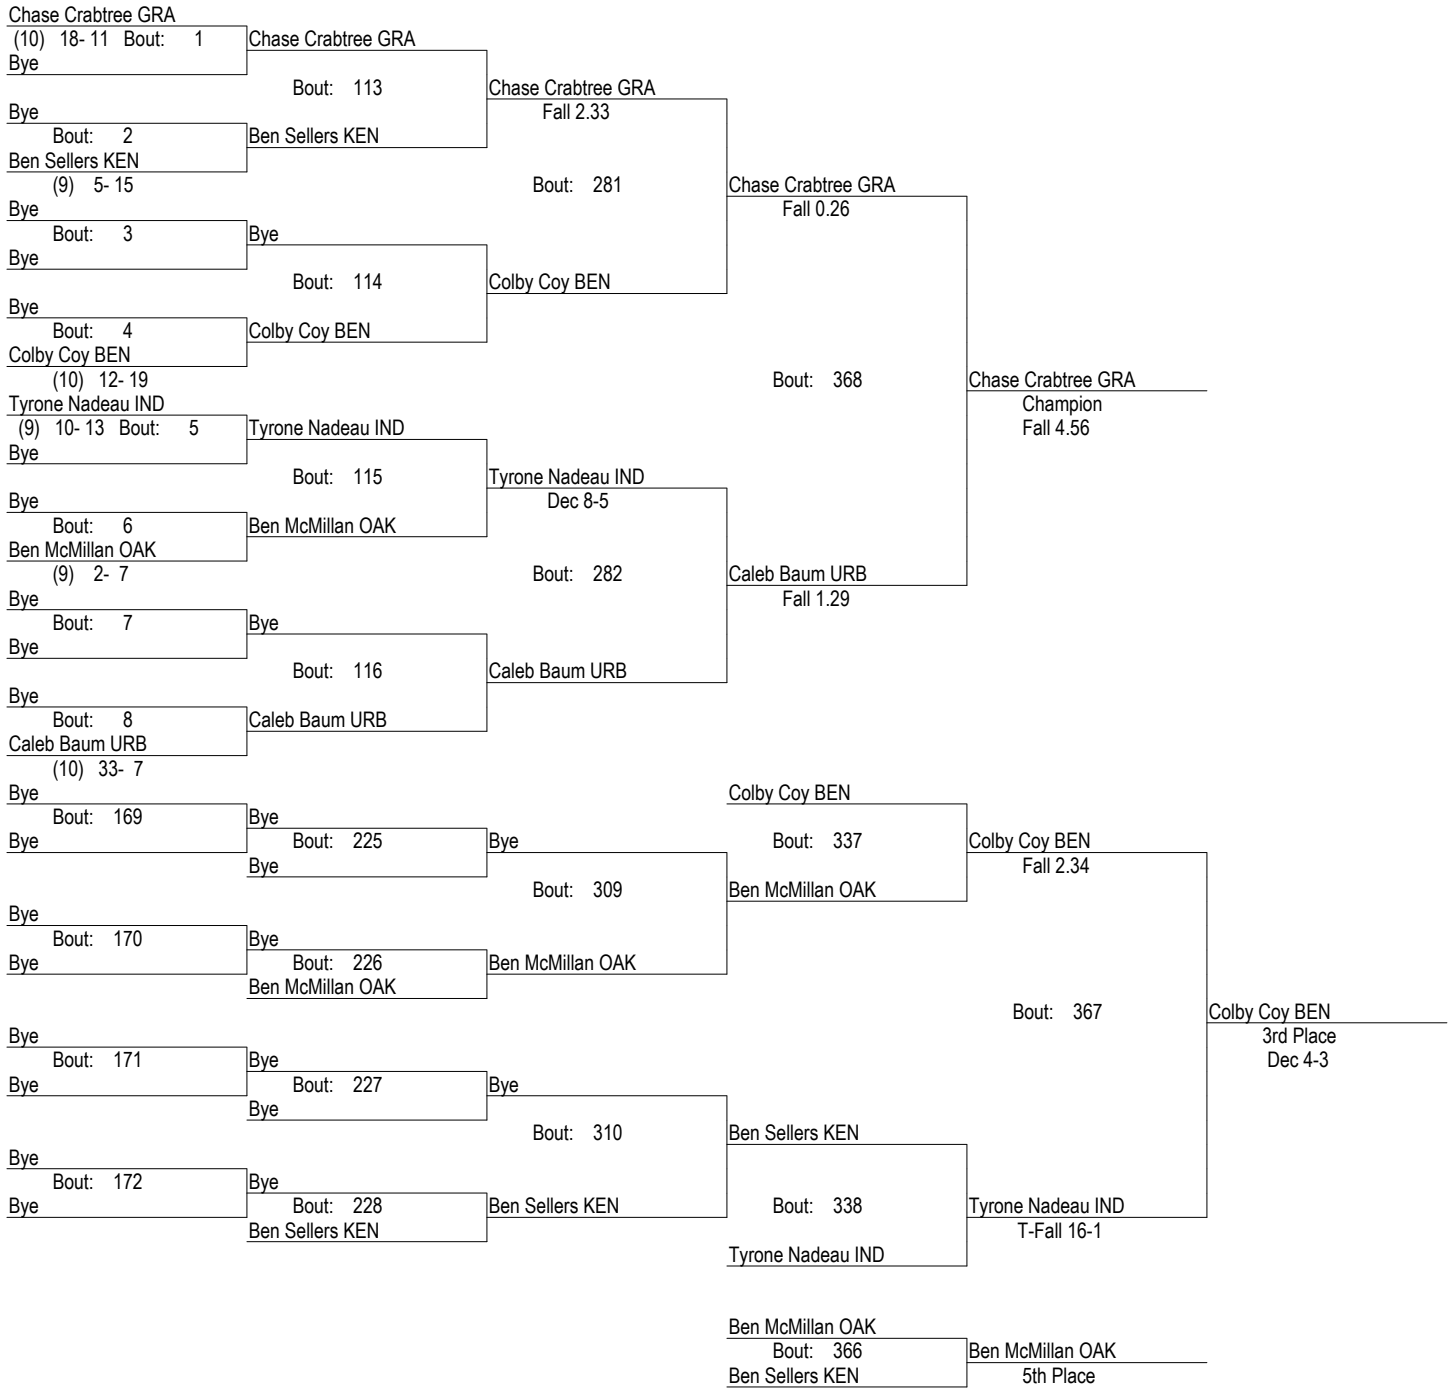 Chase Crabtree GRA
(10) 18- 11 Bout: 1 Chase Crabtree GRA
Bye
Bout: 113 Chase Crabtree GRA
Bye Fall 2.33
Bout: 2 Ben Sellers KEN
Ben Sellers KEN
(9) 5- 15 Bout: 281 Chase Crabtree GRA
Bye Fall 0.26
Bout: 3 Bye
Bye
Bout: 114 Colby Coy BEN
Bye
Bout: 4 Colby Coy BEN
Colby Coy BEN
(10) 12- 19 Bout: 368 Chase Crabtree GRA
Tyrone Nadeau IND Champion
(9) 10- 13 Bout: 5 Tyrone Nadeau IND Fall 4.56
Bye
Bout: 115 Tyrone Nadeau IND
Bye Dec 8-5
Bout: 6 Ben McMillan OAK
Ben McMillan OAK
(9) 2- 7 Bout: 282 Caleb Baum URB
Bye Fall 1.29
Bout: 7 Bye
Bye
Bout: 116 Caleb Baum URB
Bye
Bout: 8 Caleb Baum URB
Caleb Baum URB
(10) 33- 7
Bye Colby Coy BEN
Bout: 169 Bye
Bye Bout: 225 Bye Bout: 337 Colby Coy BEN
Bye Fall 2.34
Bout: 309 Ben McMillan OAK
Bye
Bout: 170 Bye
Bye Bout: 226 Ben McMillan OAK
Ben McMillan OAK
Bout: 367 Colby Coy BEN
Bye 3rd Place
Bout: 171 Bye Dec 4-3
Bye Bout: 227 Bye
Bye
Bout: 310 Ben Sellers KEN
Bye
Bout: 172 Bye
Bye Bout: 228 Ben Sellers KEN Bout: 338 Tyrone Nadeau IND
Ben Sellers KEN T-Fall 16-1
Tyrone Nadeau IND
Ben McMillan OAK
Bout: 366 Ben McMillan OAK
Ben Sellers KEN 5th Place